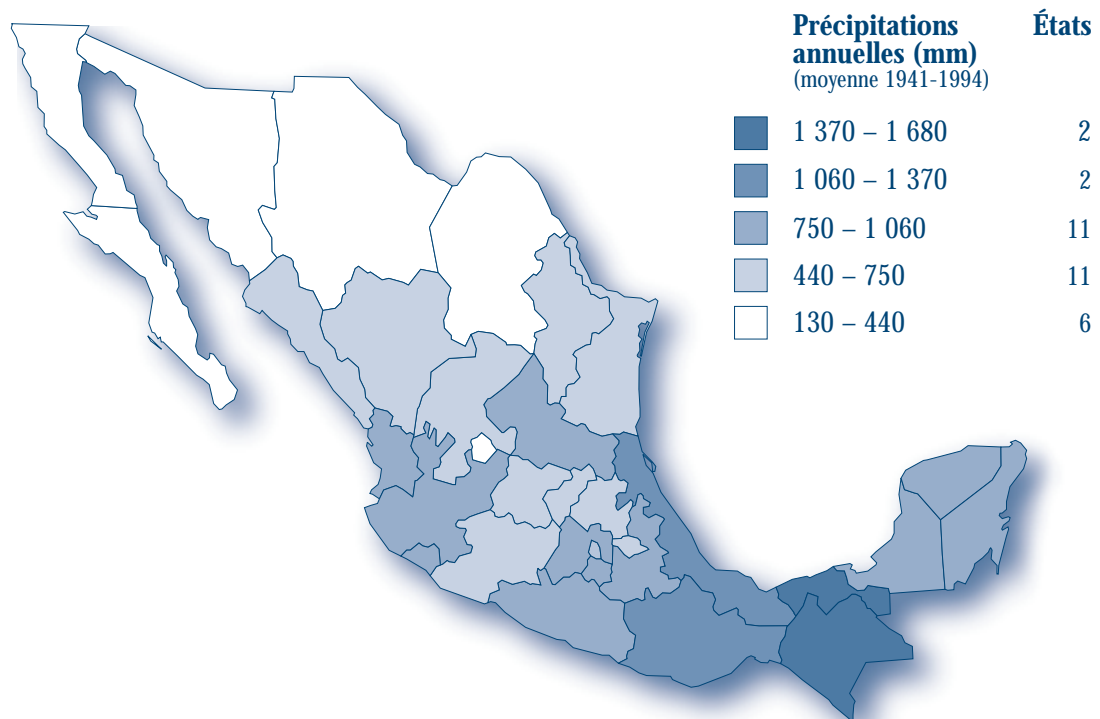 Précipitations États
annuelles (mm)
(moyenne 1941-1994)
1 370 – 1 680 2
1 060 – 1 370 2
750 – 1 060 11
440 – 750 11
130 – 440 6